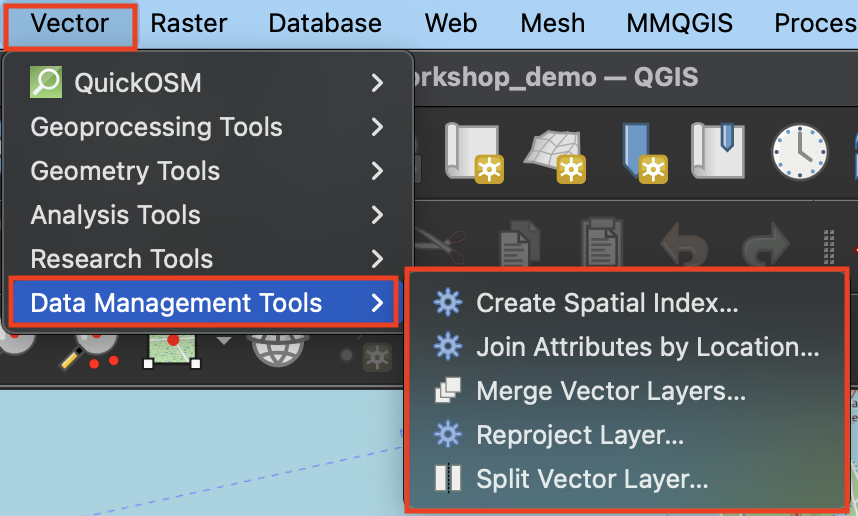 Vector Raster Database Web Mesh MMQGIS Proces
orkshop_demo — QGIS
QuickOSM
Geoprocessing Tools
Geometry Tools
Analysis Tools
Research Tools
Data Management Tools
Create Spatial Index...
Join Attributes by Location...
Merge Vector Layers...
Reproject Layer...
Split Vector Layer...